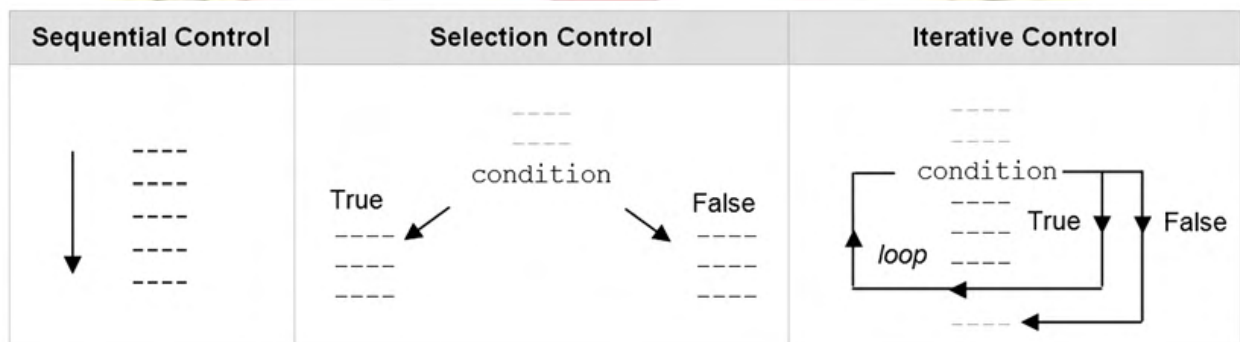 Sequential Control
Selection Control
Iterative Control
condition
True
False
condition
True
False
loop